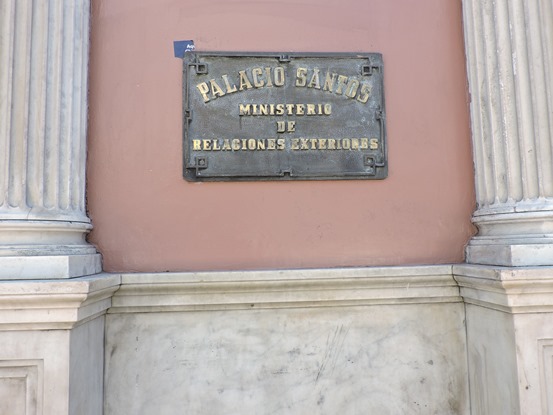 PALACIO SANTOS
MINISTERIO
DE
RELACIONES EXTERIORES